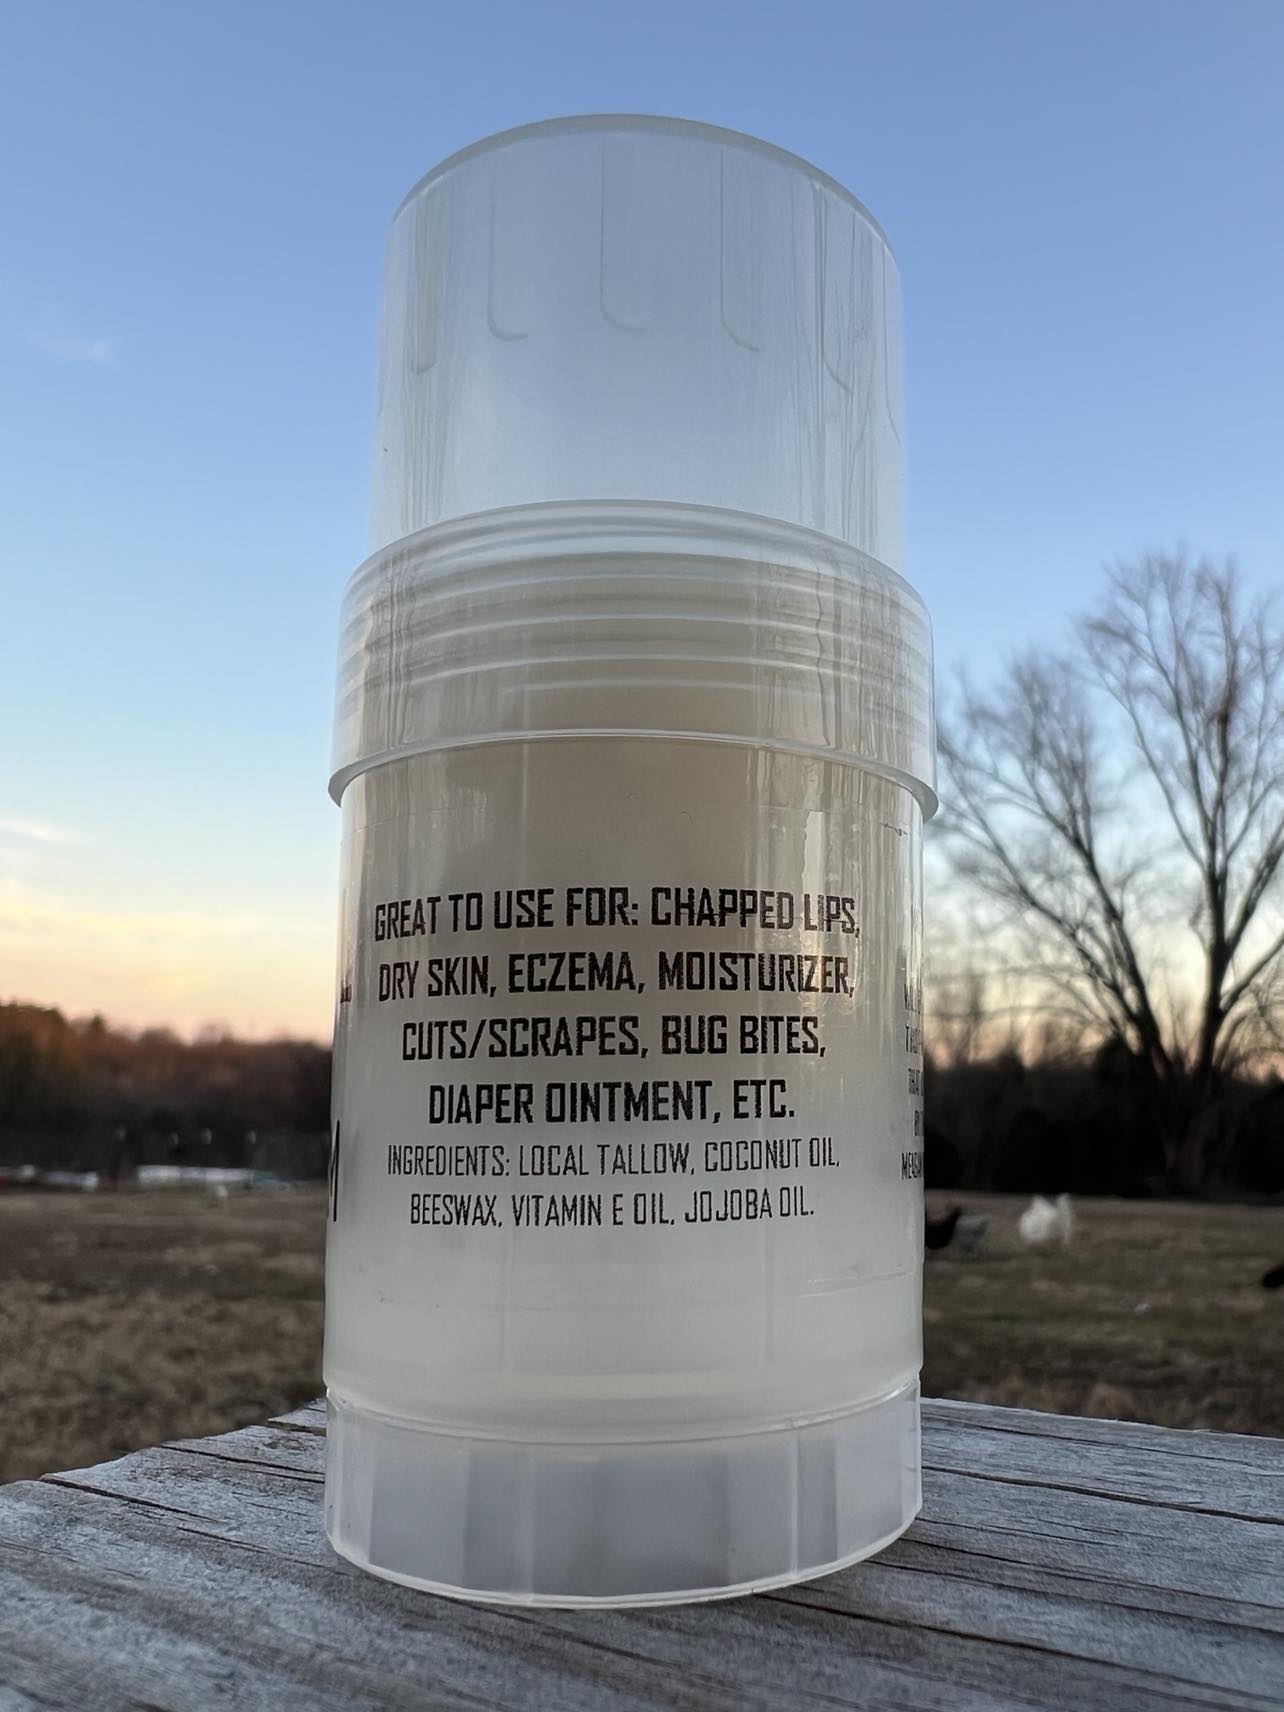 GREAT TO USE FOR: CHAPPED LIPS,
DRY SKIN, ECZEMA, MOISTURIZER,
CUTS/SCRAPES, BUG BITES,
DIAPER OINTMENT, ETC.
INGREDIENTS: LOCAL TALLOW, COCONUT OIL,
BEESWAX, VITAMIN E OIL, JOJOBA OIL.